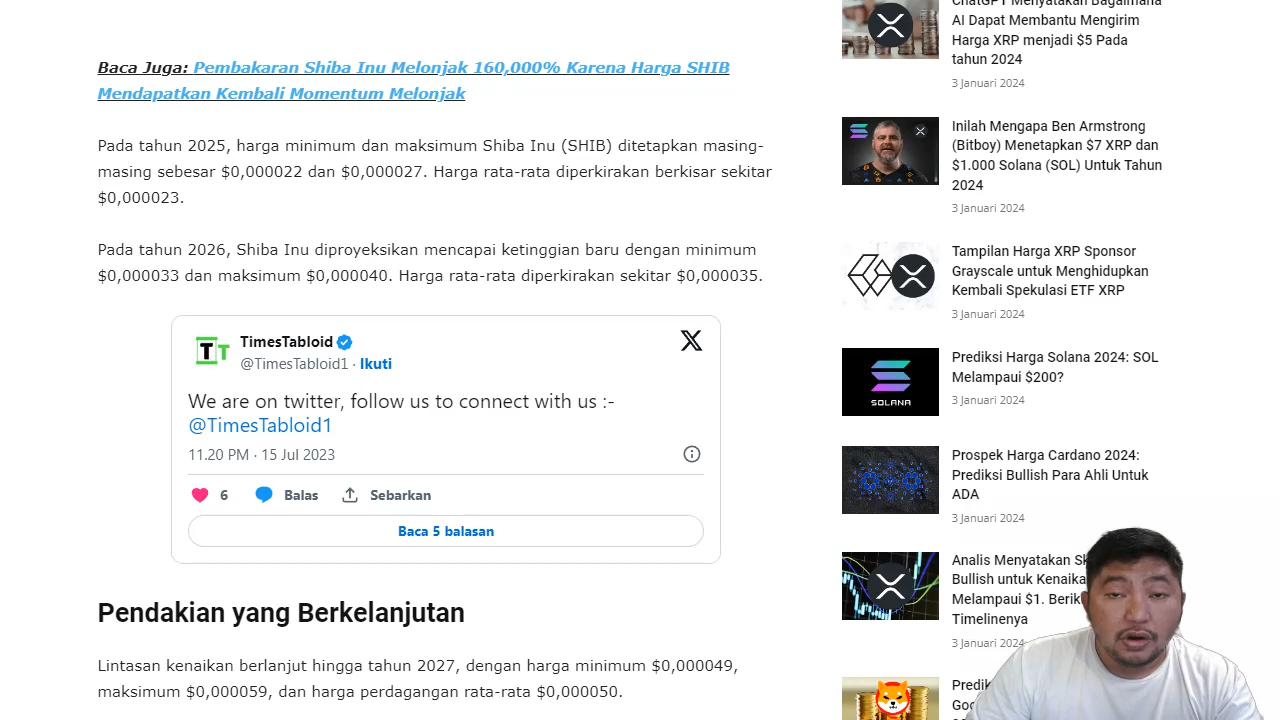 Baca Juga: Pembakaran Shiba Inu Melonjak 160,000% Karena Harga SHIB
Mendapatkan Kembali Momentum Melonjak
Pada tahun 2025, harga minimum dan maksimum Shiba Inu (SHIB) ditetapkan masing-
masing sebesar $0,000022 dan $0,000027. Harga rata-rata diperkirakan berkisar sekitar
$0,000023.
Pada tahun 2026, Shiba Inu diproyeksikan mencapai ketinggian baru dengan minimum
$0,000033 dan maksimum $0,000040. Harga rata-rata diperkirakan sekitar $0,000035.
TT
TimesTabloid
@TimesTabloid1 · Ikuti
We are on twitter, follow us to connect with us :-
@TimesTabloid1
11.20 PM · 15 Jul 2023
6 Balas Sebarkan
Baca 5 balasan
Pendakian yang Berkelanjutan
Lintasan kenaikan berlanjut hingga tahun 2027, dengan harga minimum $0,000049,
maksimum $0,000059, dan harga perdagangan rata-rata $0,000050.
ChatGPT Menyatakan Bagaimana
AI Dapat Membantu Mengirim
Harga XRP menjadi $5 Pada
tahun 2024
3 Januari 2024
Inilah Mengapa Ben Armstrong
(Bitboy) Menetapkan $7 XRP dan
$1.000 Solana (SOL) Untuk Tahun
2024
3 Januari 2024
Tampilan Harga XRP Sponsor
Grayscale untuk Menghidupkan
Kembali Spekulasi ETF XRP
3 Januari 2024
SOLANA
Prediksi Harga Solana 2024: SOL
Melampaui $200?
3 Januari 2024
Prospek Harga Cardano 2024:
Prediksi Bullish Para Ahli Untuk
ADA
3 Januari 2024
Analis Menyatakan
Bullish untuk
Melampaui $1.
Timelinenya
3 Januari 2024